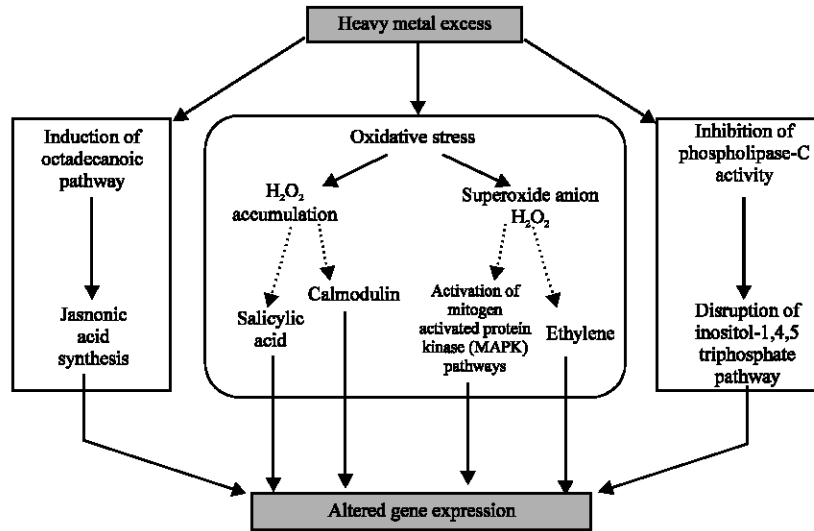 Heavy metal excess
Induction of
octadecanoic
pathway
Jasnonic
acid
synthesis
Oxidative stress
H₂O₂
accumulation
Superoxide anion
H₂O₂
Salicylic
acid
Calmodulin
Activation of
mitogen
activated protein
kinase (MAPK)
pathways
Ethylene
Inhibition of
phospholipase-C
activity
Disruption of
inositol-1,4,5
triphosphate
pathway
Altered gene expression